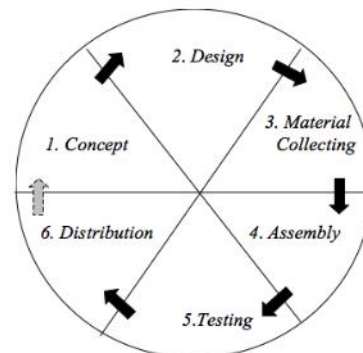 1. Concept
2. Design
3. Material
Collecting
4. Assembly
5.Testing
6. Distribution